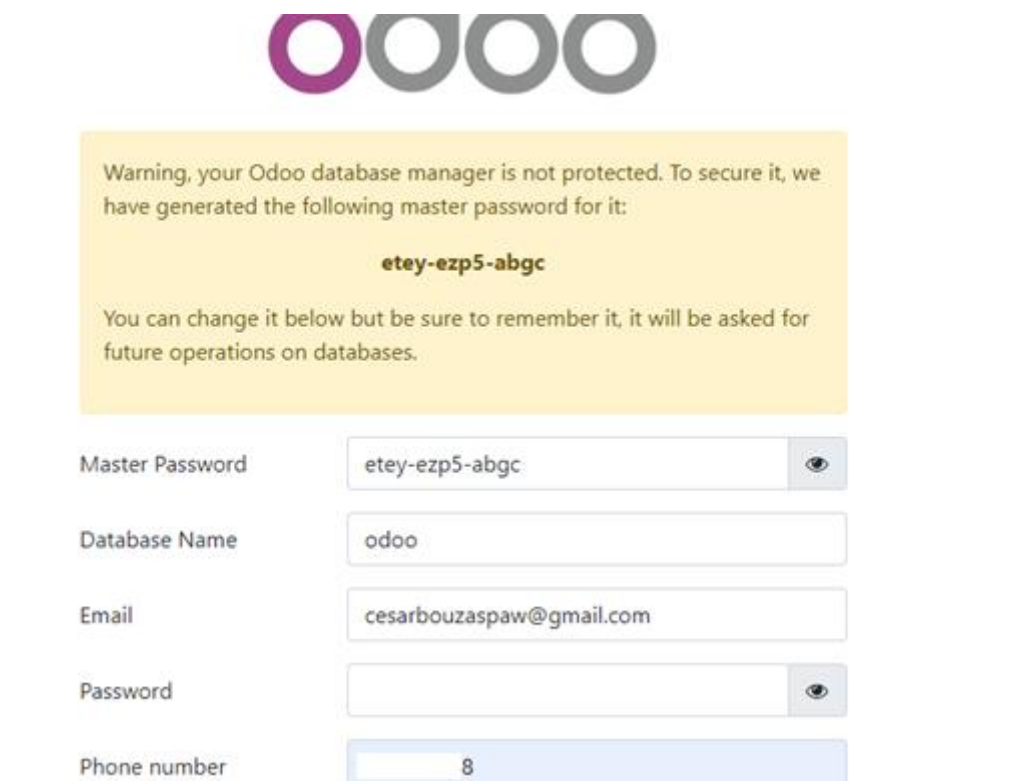 odoo
Warning, your Odoo database manager is not protected. To secure it, we
have generated the following master password for it:
etey-ezp5-abgc
You can change it below but be sure to remember it, it will be asked for
future operations on databases.
Master Password etey-ezp5-abgc
Database Name odoo
Email cesarbouzaspaw@gmail.com
Password
Phone number 8